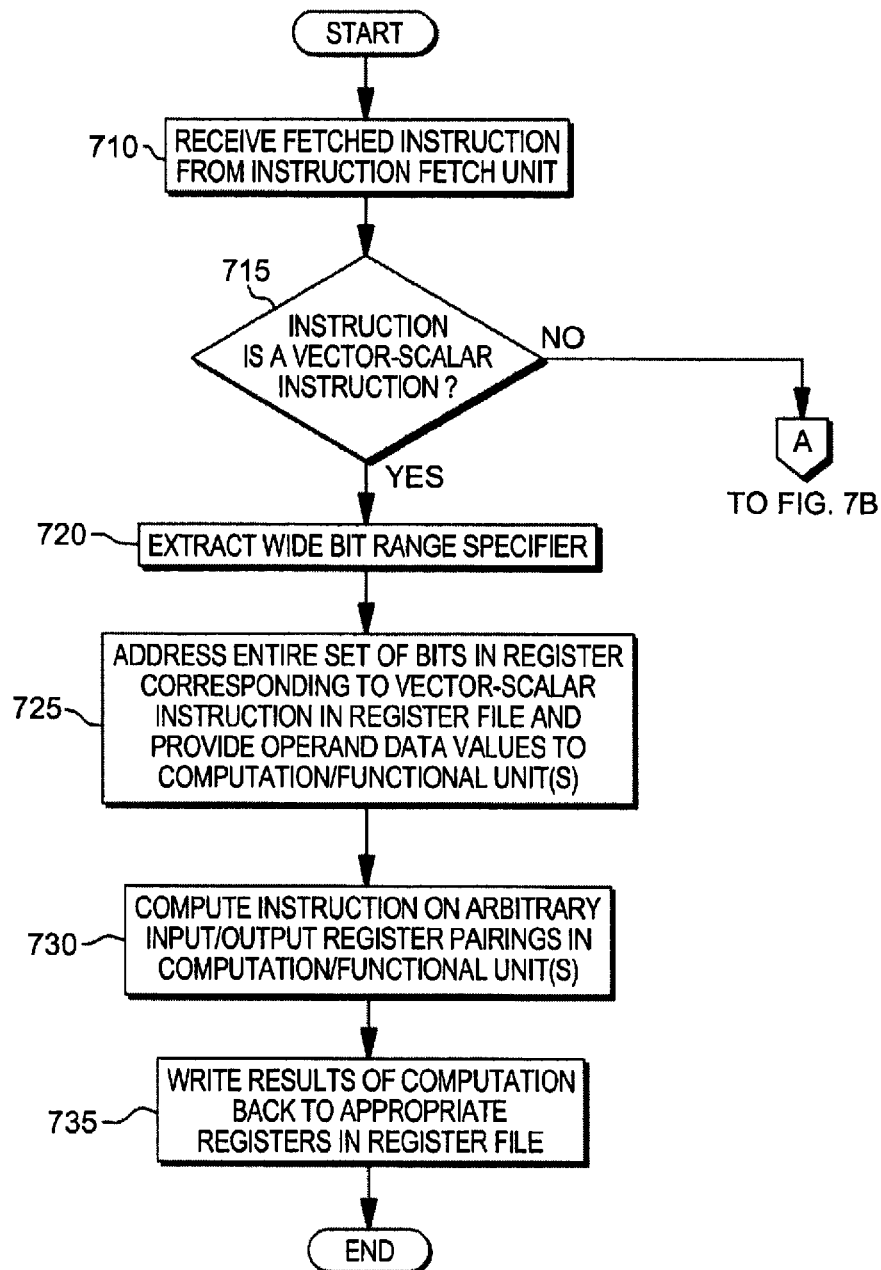 START
710
RECEIVE FETCHED INSTRUCTION
FROM INSTRUCTION FETCH UNIT
715
INSTRUCTION
IS A VECTOR-SCALAR
INSTRUCTION ?
NO
A
TO FIG. 7B
YES
720
EXTRACT WIDE BIT RANGE SPECIFIER
725
ADDRESS ENTIRE SET OF BITS IN REGISTER
CORRESPONDING TO VECTOR-SCALAR
INSTRUCTION IN REGISTER FILE AND
PROVIDE OPERAND DATA VALUES TO
COMPUTATION/FUNCTIONAL UNIT(S)
730
COMPUTE INSTRUCTION ON ARBITRARY
INPUT/OUTPUT REGISTER PAIRINGS IN
COMPUTATION/FUNCTIONAL UNIT(S)
735
WRITE RESULTS OF COMPUTATION
BACK TO APPROPRIATE
REGISTERS IN REGISTER FILE
END